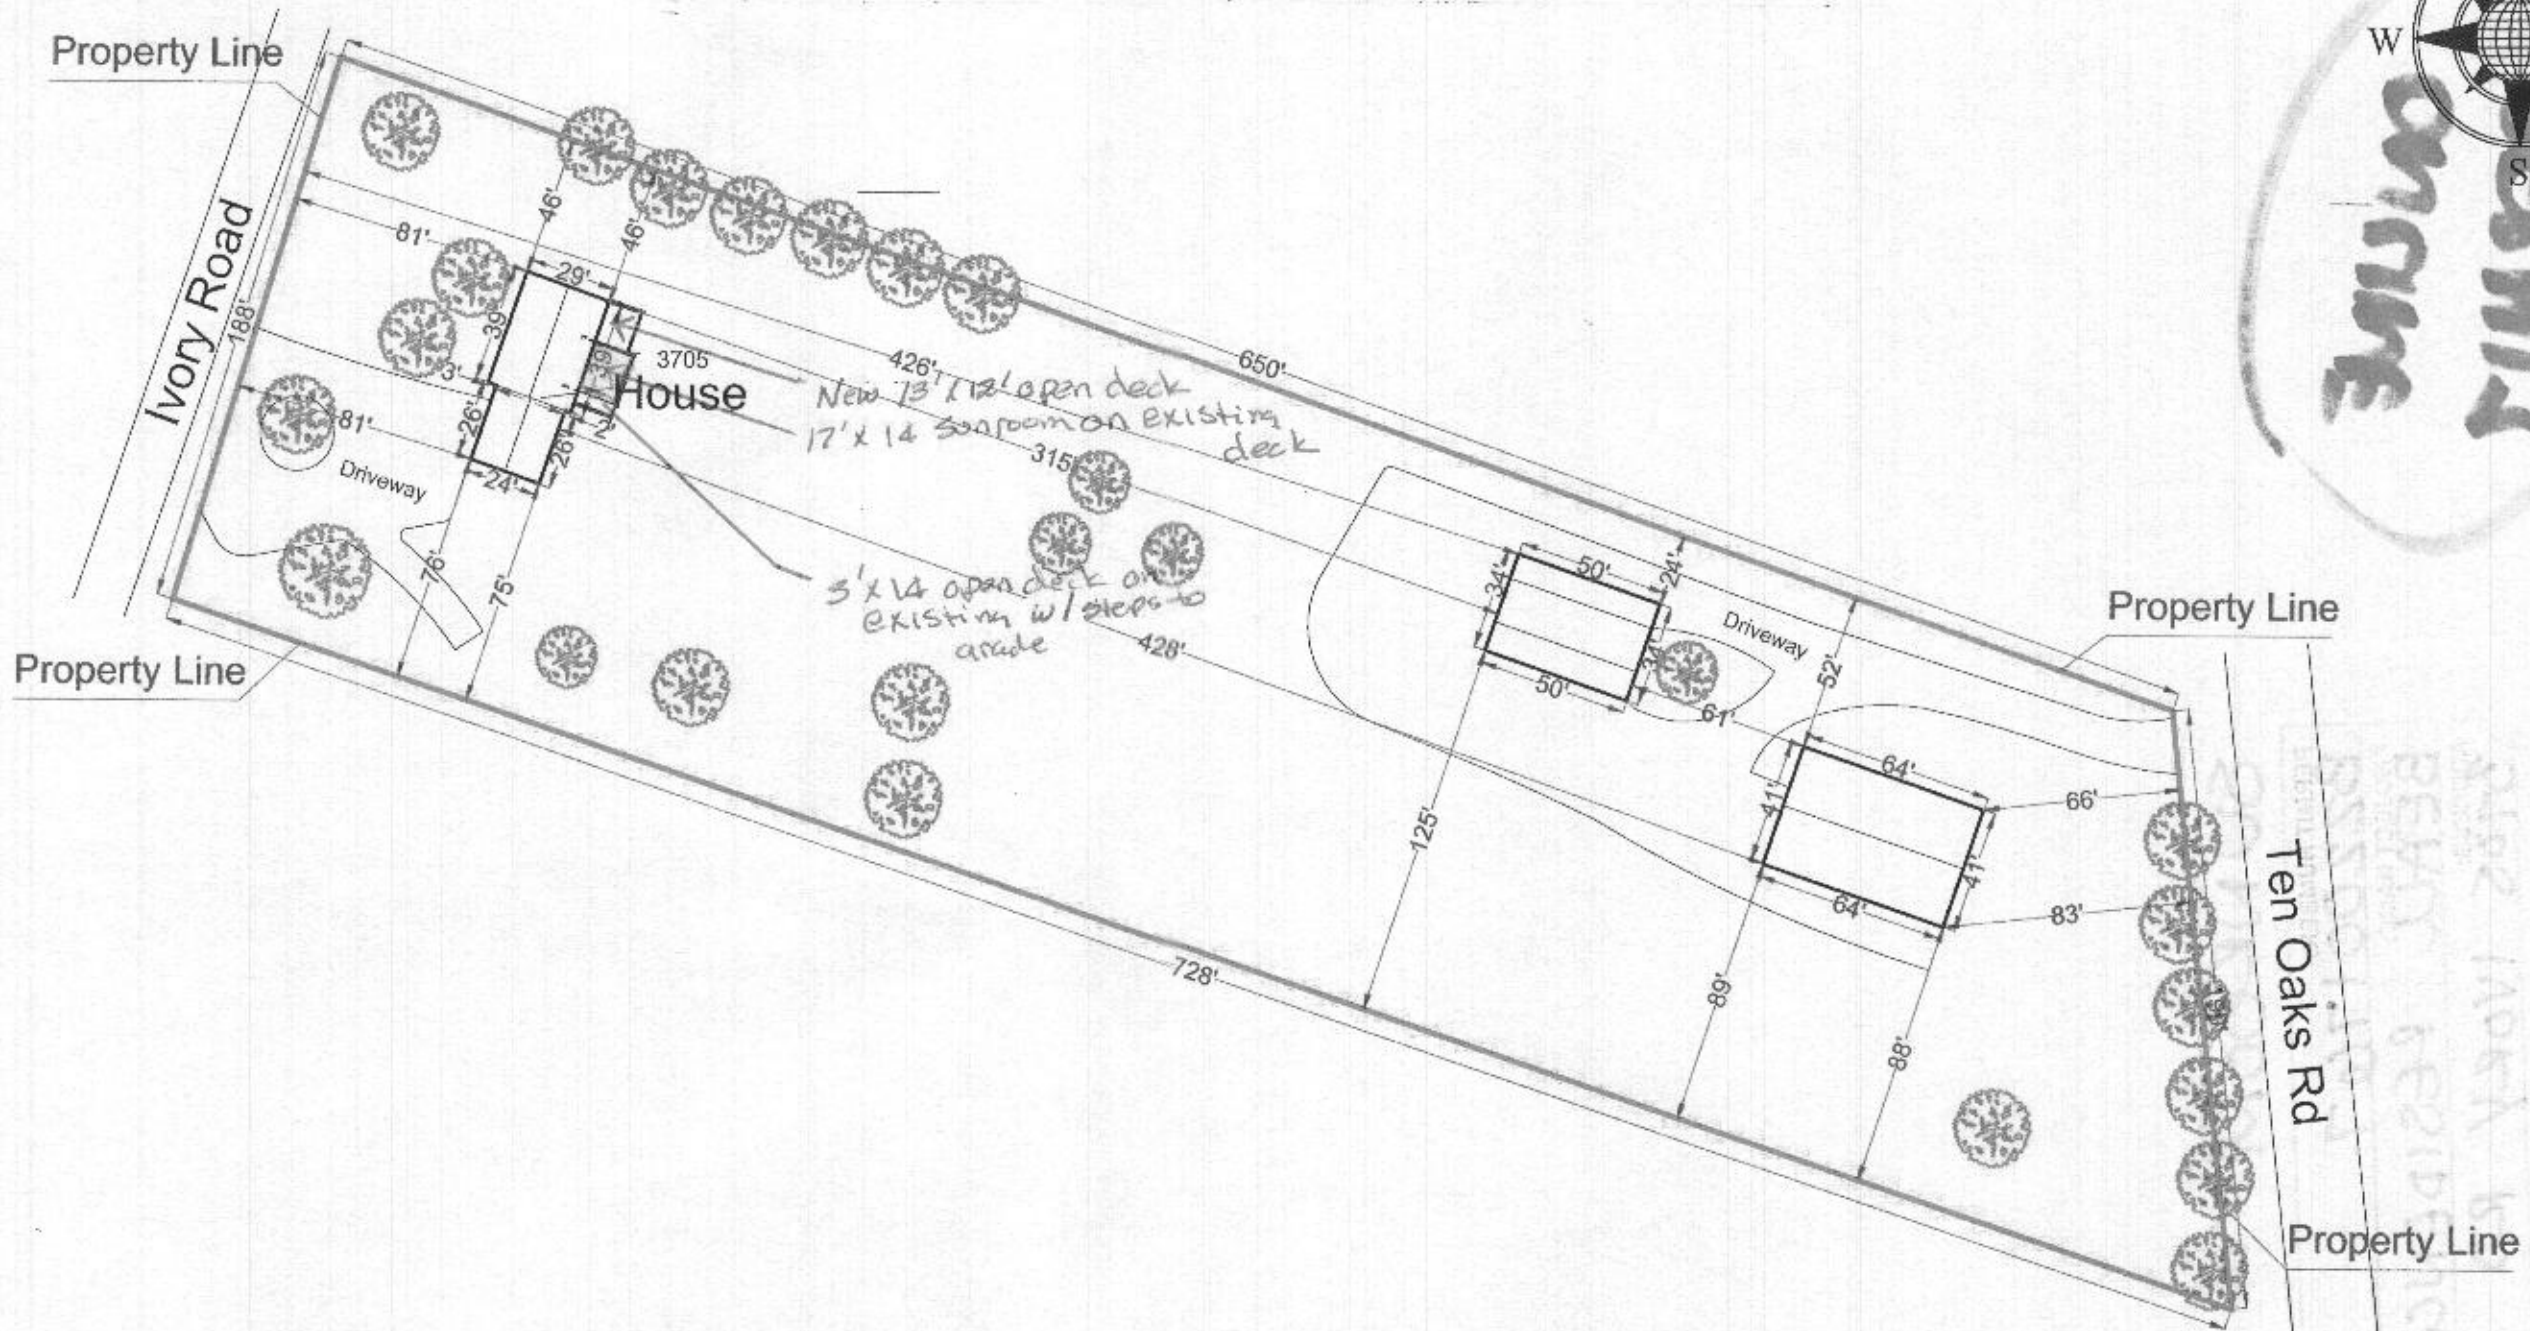 Property Line
W
S
Ivory Road
188'
46'
46'
81'
29'
39'
39'
3705
House
3'
26'
26'
2'
81'
24'
Driveway
76'
75'
Property Line
426'
650'
New 13' x 12' open deck
17' x 14 sunroom on existing
deck
315'
3' x 14 open deck on
existing w/ steps to
grade
428'
728'
34'
50'
24'
34'
50'
Driveway
61'
52'
125'
Property Line
64'
41'
66'
41'
64'
83'
89'
88'
Ten Oaks Rd
Property Line